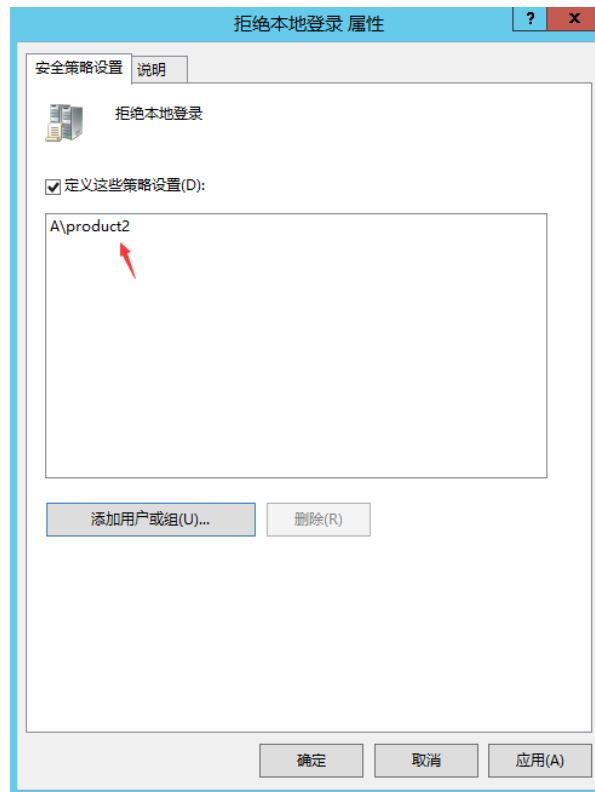 拒绝本地登录 属性
?
x
安全策略设置
说明
拒绝本地登录
定义这些策略设置(D):
A\product2
添加用户或组(U)...
删除(R)
确定
取消
应用(A)